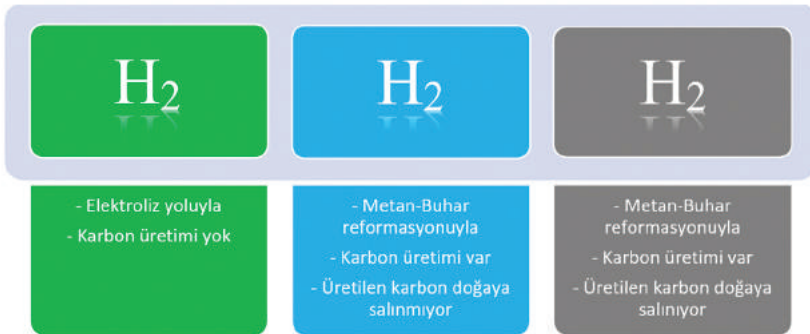 H₂
- Elektroliz yoluyla
- Karbon üretimi yok
H₂
- Metan-Buhar
reformasyonuyla
- Karbon üretimi var
- Üretilen karbon doğaya
salınmıyor
H₂
- Metan-Buhar
reformasyonuyla
- Karbon üretimi var
- Üretilen karbon doğaya
salınıyor